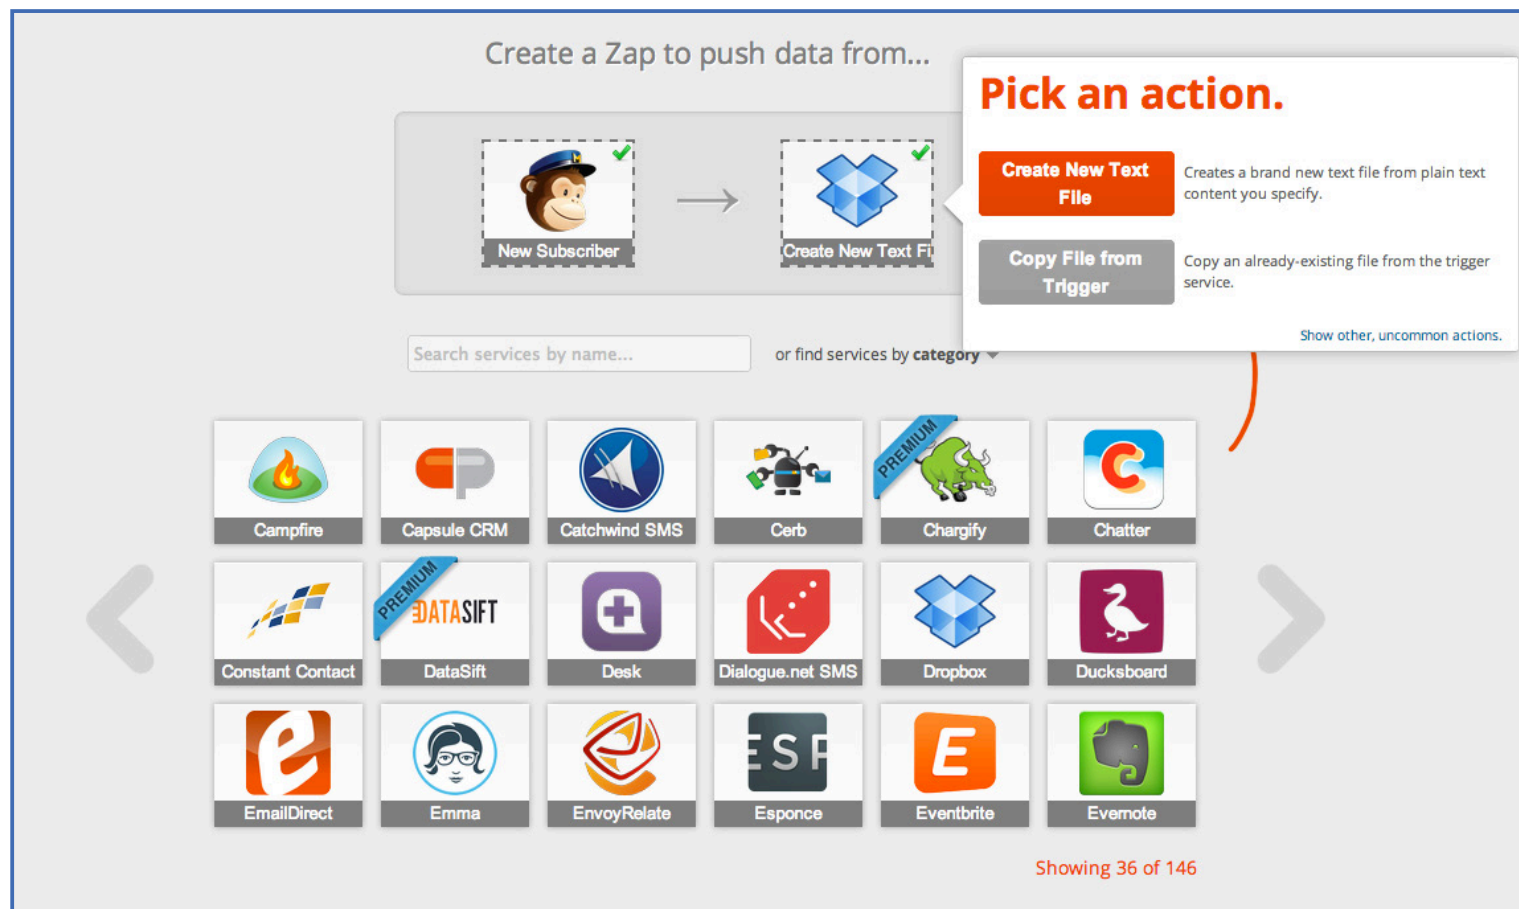 Create a Zap to push data from...
Pick an action.
Create New Text
File
Creates a brand new text file from plain text
content you specify.
New Subscriber
Create New Text Fi
Copy File from
Trigger
Copy an already-existing file from the trigger
service.
Show other, uncommon actions.
Search services by name...
or find services by category
PREMIUM
Campfire
Capsule CRM
Catchwind SMS
Cerb
Chargify
Chatter
PREMIUM
DATASIFT
Constant Contact
DataSift
Desk
Dialogue.net SMS
Dropbox
Ducksboard
ESP
EmailDirect
Emma
EnvoyRelate
Esponce
Eventbrite
Evernote
Showing 36 of 146